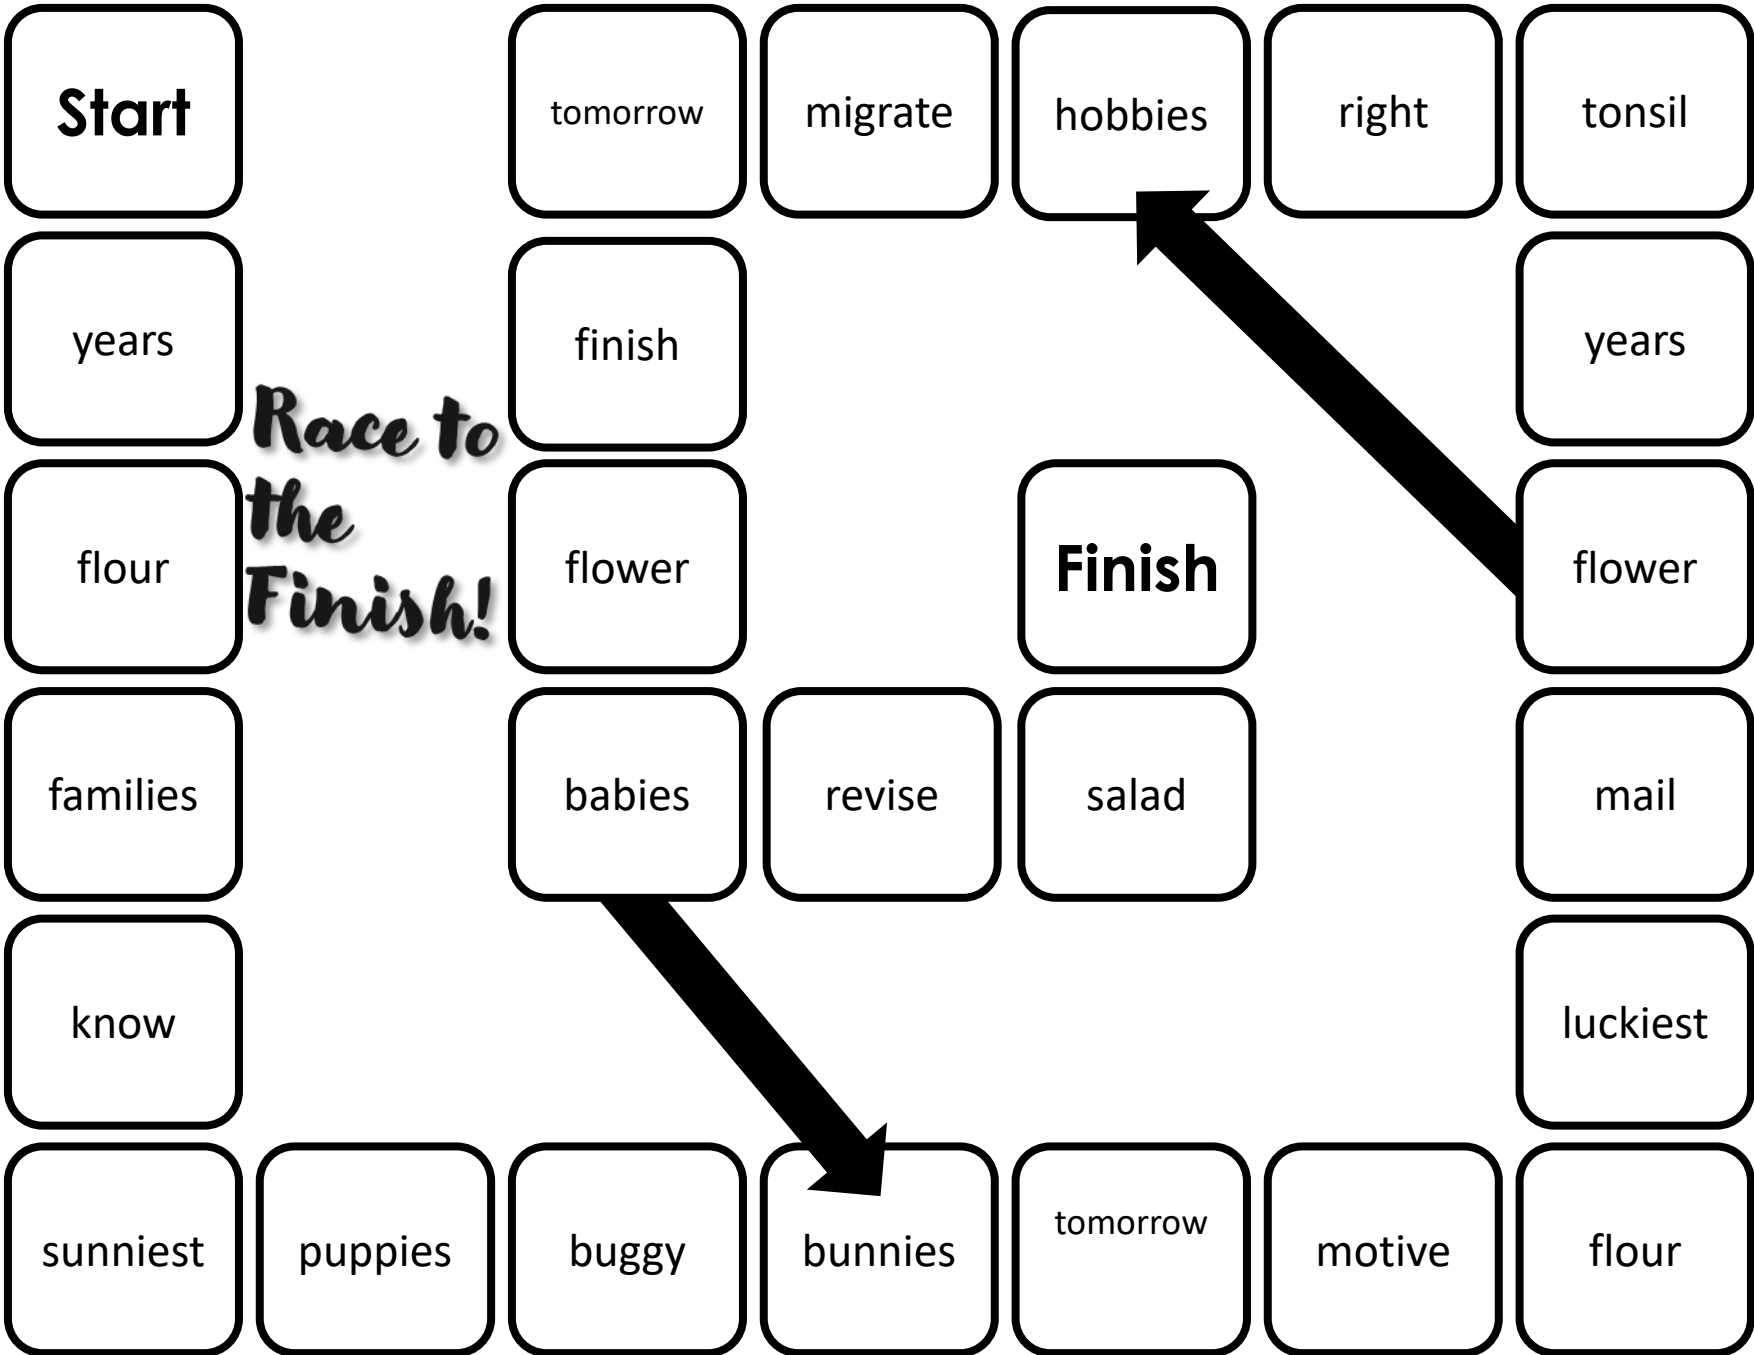 Start
tomorrow
migrate
hobbies
right
tonsil
years
finish
years
Race to
the
Finish!
flour
flower
Finish
flower
families
babies
revise
salad
mail
know
luckiest
sunniest
puppies
buggy
bunnies
tomorrow
motive
flour